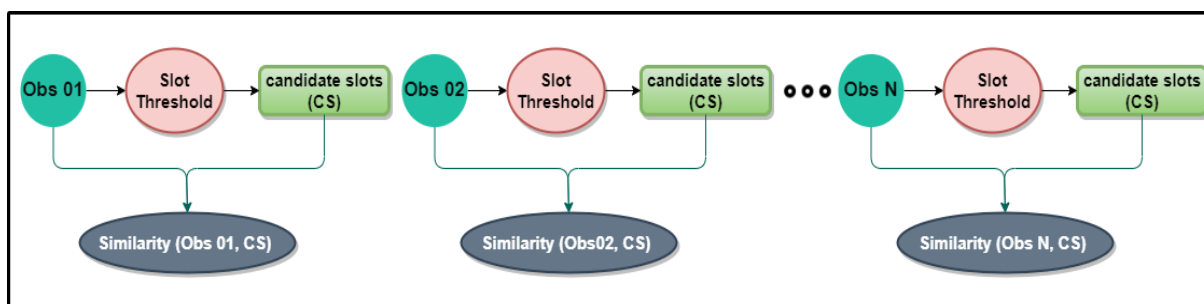 Obs 01
Slot
Threshold
candidate slots
(CS)
Obs 02
Slot
Threshold
candidate slots
(CS)
Obs N
Slot
Threshold
candidate slots
(CS)
Similarity (Obs 01, CS)
Similarity (Obs02, CS)
Similarity (Obs N, CS)